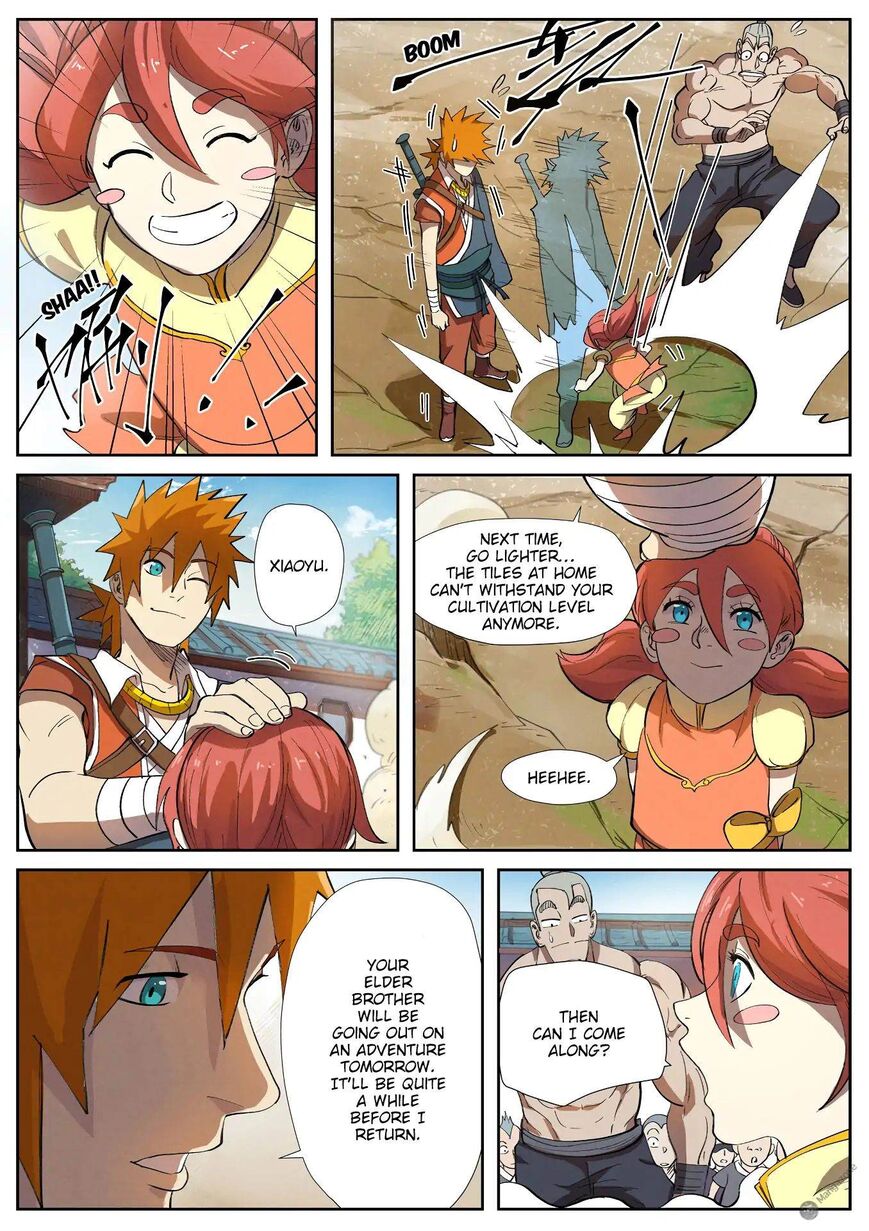 SHAA!!
BOOM
XIAOYU.
NEXT TIME,
GO LIGHTER...
THE TILES AT HOME
CAN'T WITHSTAND YOUR
CULTIVATION LEVEL
ANYMORE.
HEEHEE.
YOUR
ELDER
BROTHER
WILL BE
GOING OUT ON
AN ADVENTURE
TOMORROW.
IT'LL BE QUITE
A WHILE
BEFORE I
RETURN.
THEN
CAN I COME
ALONG?